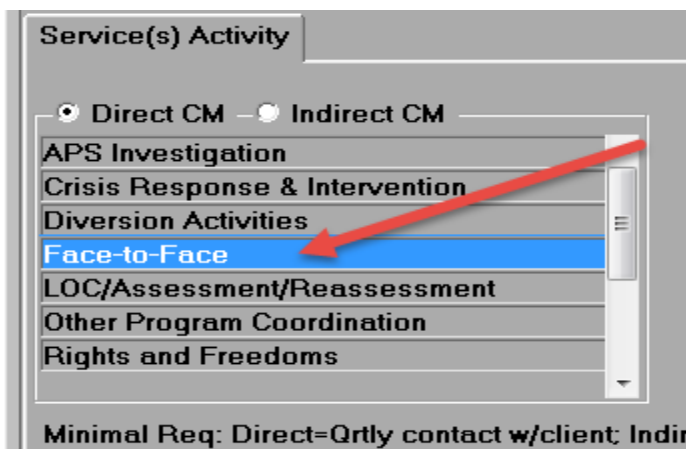 Service(s) Activity
Direct CM Indirect CM
APS Investigation
Crisis Response & Intervention
Diversion Activities
Face-to-Face
LOC/Assessment/Reassessment
Other Program Coordination
Rights and Freedoms
Minimal Req: Direct=Qrtly contact w/client;